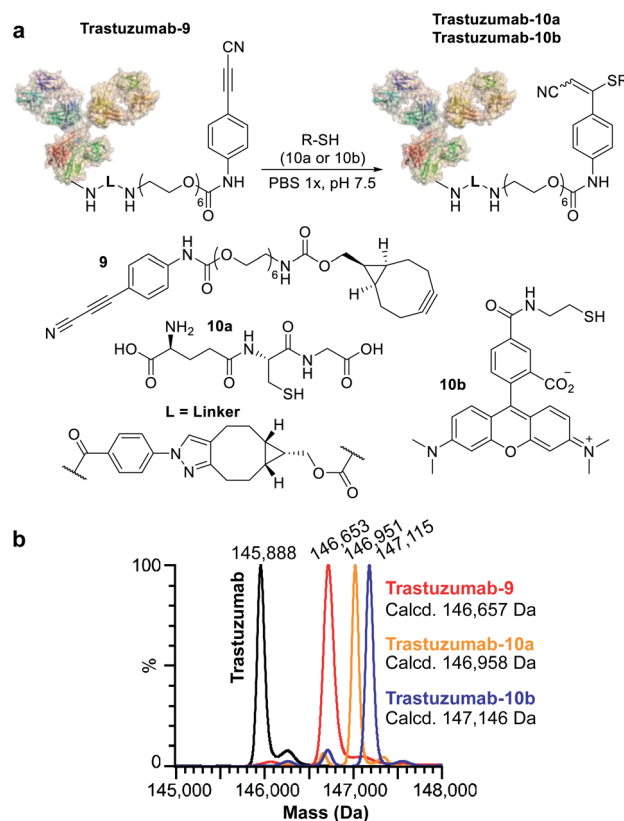 a
Trastuzumab-9
Trastuzumab-10a
Trastuzumab-10b
CN
NC
SR
R-SH
(10a or 10b)
PBS 1x, pH 7.5
N
H
L
N
H
N
H
O
6
O
O
NH
N
H
L
N
H
N
H
O
6
O
O
NH
9
N
H
N
O
O
O
6
N
H
O
O
H
H
10a
NH2
HO
O
O
N
H
SH
O
H
N
O
OH
L = Linker
O
N
N
H
H
O
O
10b
O
H
N
SH
CO2
−
N
O
N
+
b
145,888
146,653
146,951
147,115
100
%
0
Trastuzumab
Trastuzumab-9
Calcd. 146,657 Da
Trastuzumab-10a
Calcd. 146,958 Da
Trastuzumab-10b
Calcd. 147,146 Da
145,000
146,000
147,000
148,000
Mass (Da)